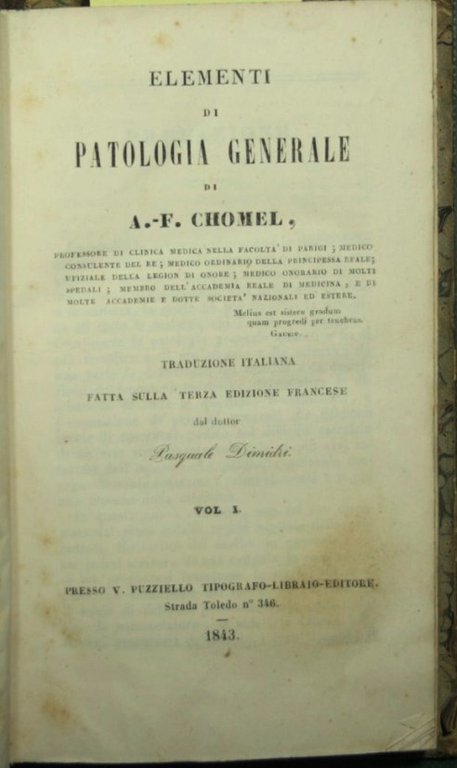 ELEMENTI
DI
PATOLOGIA GENERALE
DI
A.-F. CHOMEL,
PROFESSORE DI CLINICA MEDICA NELLA FACOLTA' DI PARIGI; MEDICO
CONSULENTE DEL RE; MEDICO ORDINARIO DELLA PRINCIPESSA REALE;
UFIZIALE DELLA LEGION DI ONORE; MEDICO ONORARIO DI MOLTI
SPEDALI; MEMBRO DELL'ACCADEMIA REALE DI MEDICINA, E DI
MOLTE ACCADEMIE E DOTTE SOCIETA' NAZIONALI ED ESTERE.
Melius est sistere gradum
quam progredi per tenebras.
TRADUZIONE ITALIANA
FATTA SULLA TERZA EDIZIONE FRANCESE
dal dottor
Pasquale Dimidri.
VOL I.
PRESSO V. PUZZIELLO TIPOGRAFO-LIBRAIO-EDITORE.
Strada Toledo n° 346.
1843.